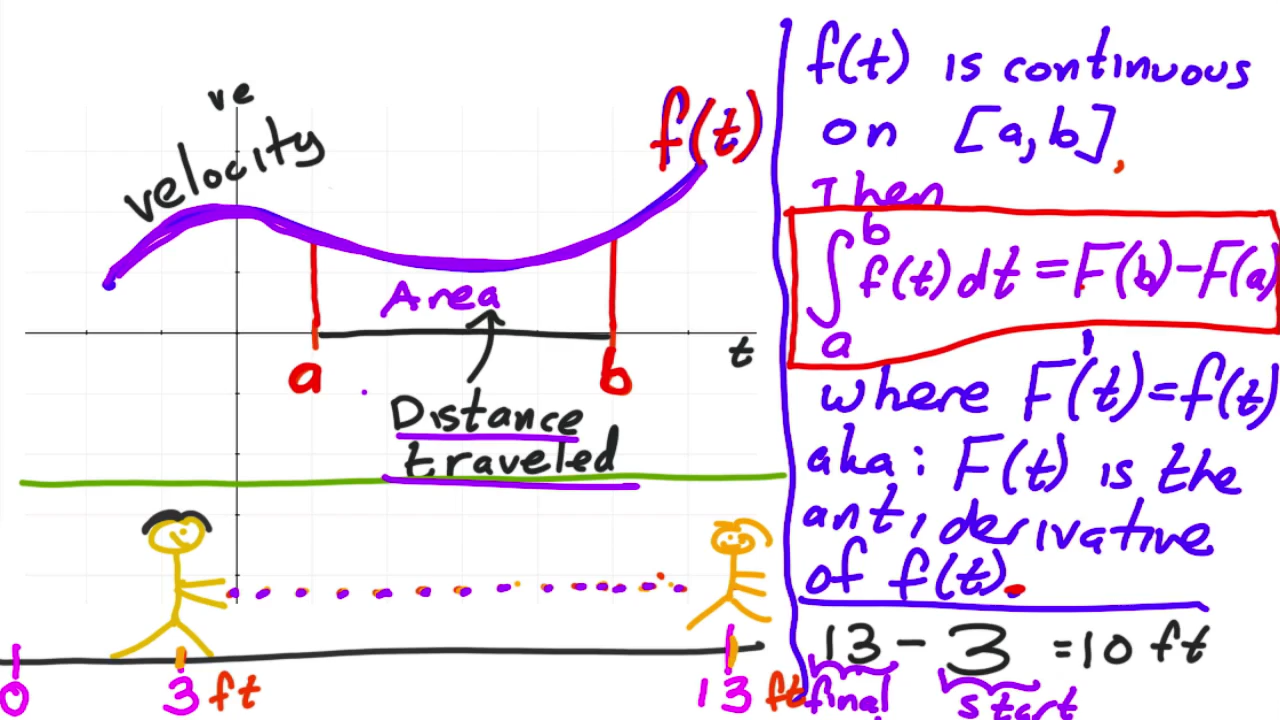 ve
velocity
f(t)
Area
t
a
b
Distance
traveled
0
3 ft
13 ft
f(t) is continuous
on [a,b],
Then
∫_a^b f(t)dt = F(b)-F(a)
where F'(t)=f(t)
aka: F(t) is the
antiderivative
of f(t).
13 - 3 = 10 ft
final start